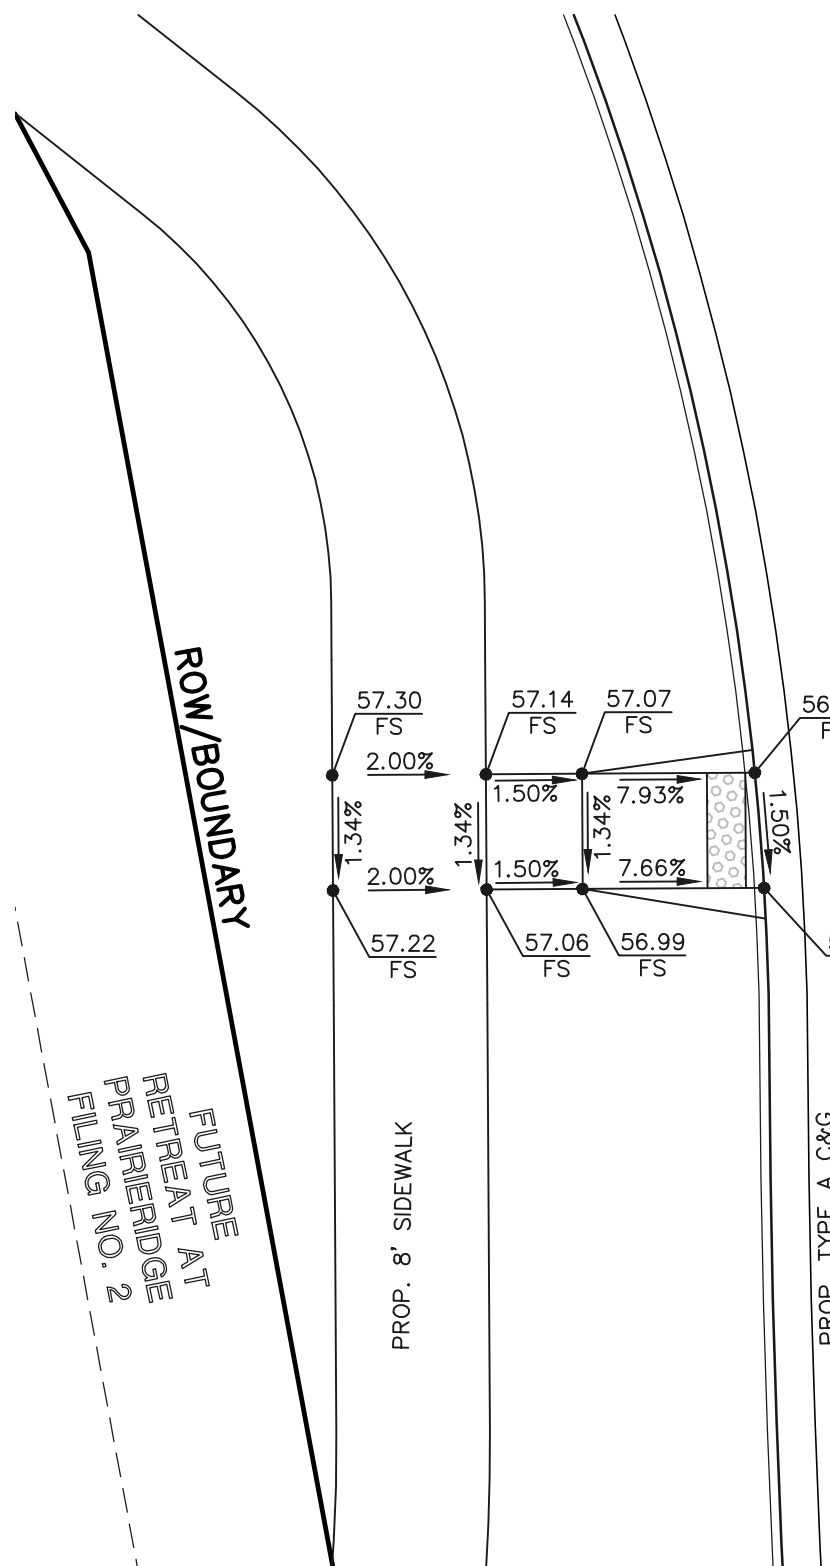 57.30
FS
57.14
FS
57.07
FS
56
2.00%
1.50%
7.93%
1.34%
1.34%
1.34%
1.50%
2.00%
1.50%
7.66%
57.22
FS
57.06
FS
56.99
FS
ROW/BOUNDARY
FUTURE
RETREAT AT
PRAIRIERIDGE
FILING NO. 2
PROP. 8' SIDEWALK
PROP. TYPE A C&G